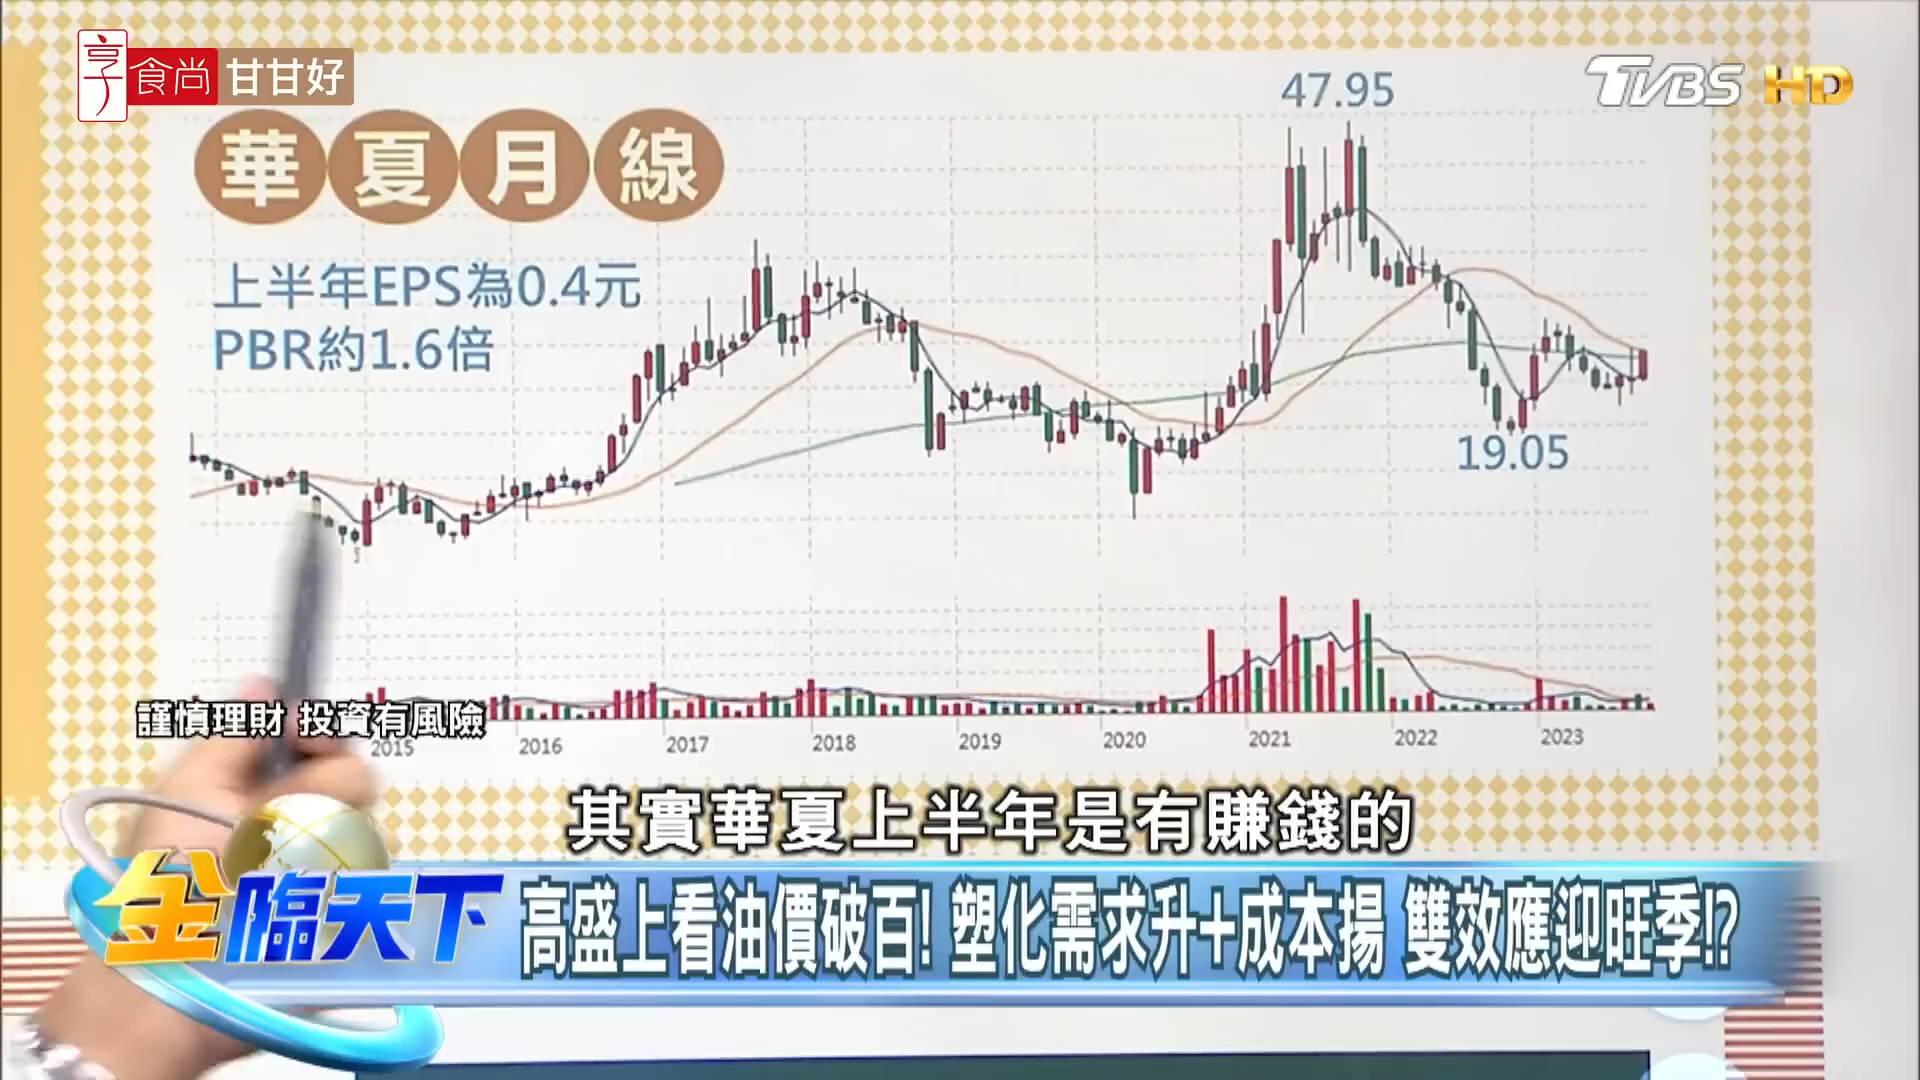 享食尚 甘甘好
TVBS HD
華夏月線
47.95
上半年EPS為0.4元
PBR約1.6倍
19.05
謹慎理財 投資有風險
2015 2016 2017 2018 2019 2020 2021 2022 2023
其實華夏上半年是有賺錢的
金臨天下
高盛上看油價破百! 塑化需求升+成本揚 雙效應迎旺季!?